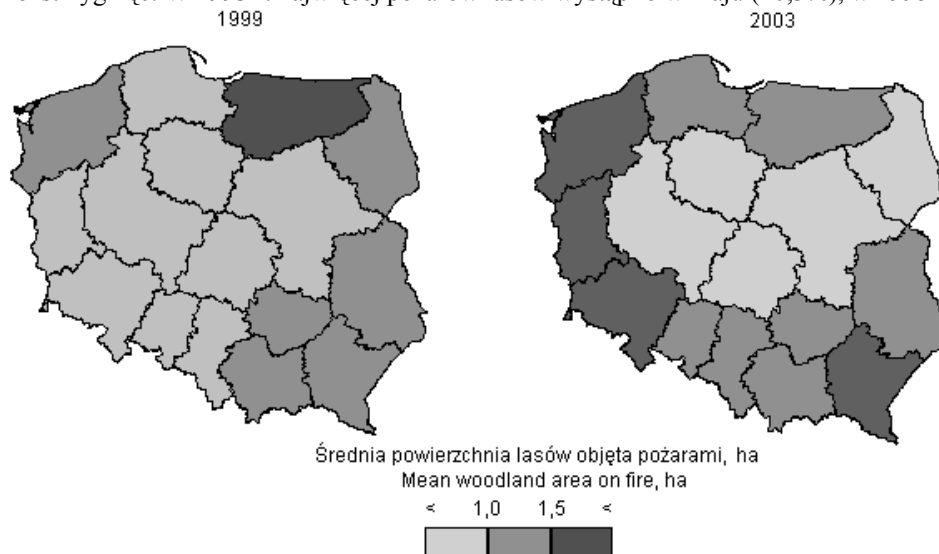 1999
2003
Średnia powierzchnia lasów objęta pożarami, ha
Mean woodland area on fire, ha
< 1,0 1,5 <